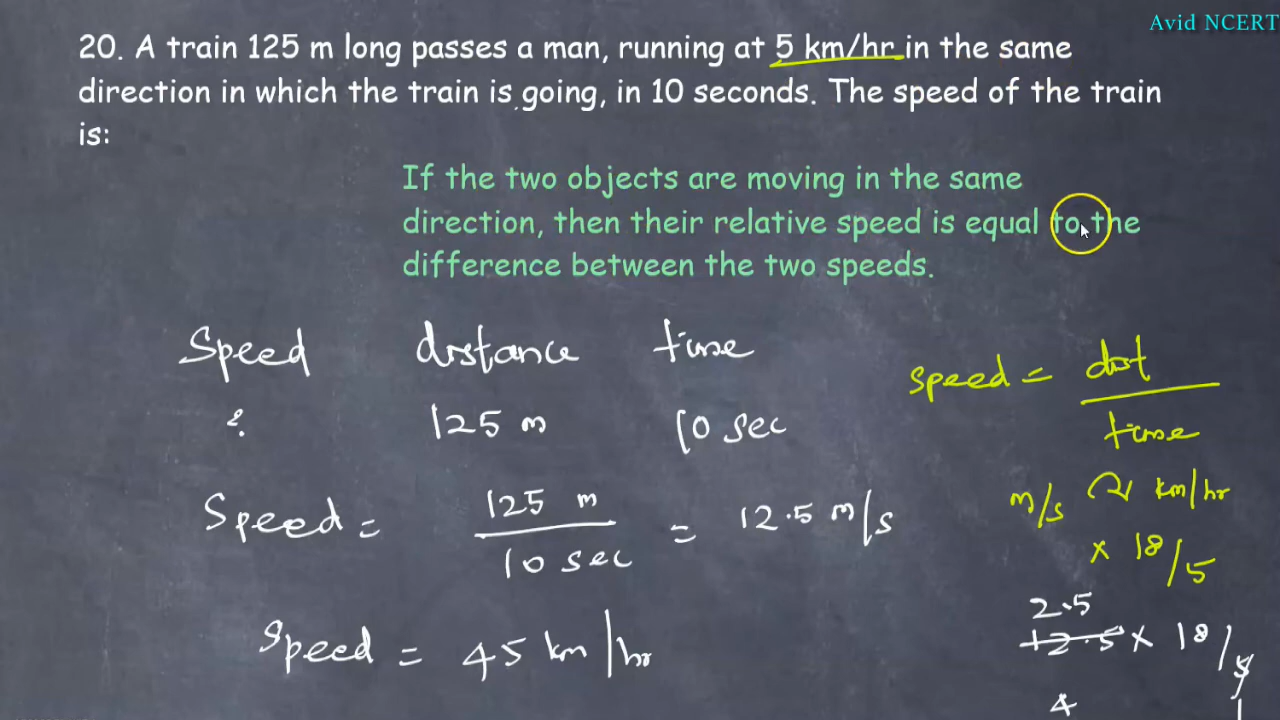 Avid NCERT
20. A train 125 m long passes a man, running at 5 km/hr in the same
direction in which the train is going, in 10 seconds. The speed of the train
is:
If the two objects are moving in the same
direction, then their relative speed is equal to the
difference between the two speeds.
Speed distance time
? 125 m 10 sec
speed = dist / time
Speed = 125 m / 10 sec = 12.5 m/s
m/s km/hr
× 18/5
2.5
12.5 × 18/5
Speed = 45 km/hr
4
1